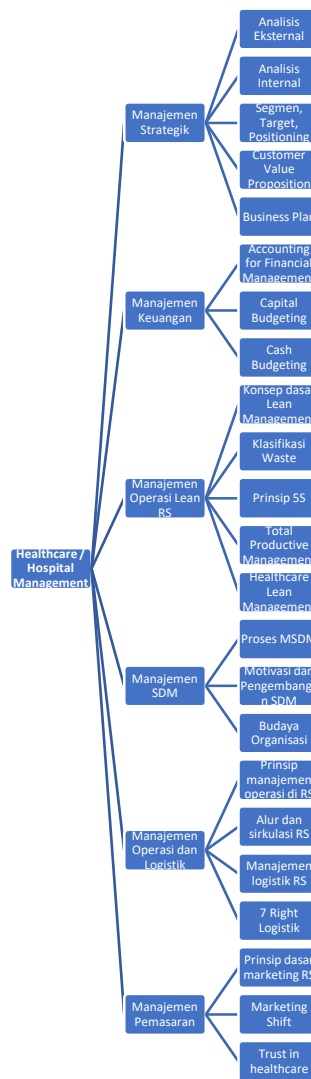 Healthcare /
Hospital
Management
Manajemen
Strategik
Analisis
Eksternal
Analisis
Internal
Segmen,
Target,
Positioning
Customer
Value
Proposition
Business Plan
Manajemen
Keuangan
Accounting
for Financial
Management
Capital
Budgeting
Cash
Budgeting
Manajemen
Operasi Lean
RS
Konsep dasar
Lean
Management
Klasifikasi
Waste
Prinsip 5S
Total
Productive
Management
Healthcare
Lean
Management
Manajemen
SDM
Proses MSDM
Motivasi dan
Pengembanga
n SDM
Budaya
Organisasi
Manajemen
Operasi dan
Logistik
Prinsip
manajemen
operasi di RS
Alur dan
sirkulasi RS
Manajemen
logistik RS
7 Right
Logistik
Manajemen
Pemasaran
Prinsip dasar
marketing RS
Marketing
Shift
Trust in
healthcare